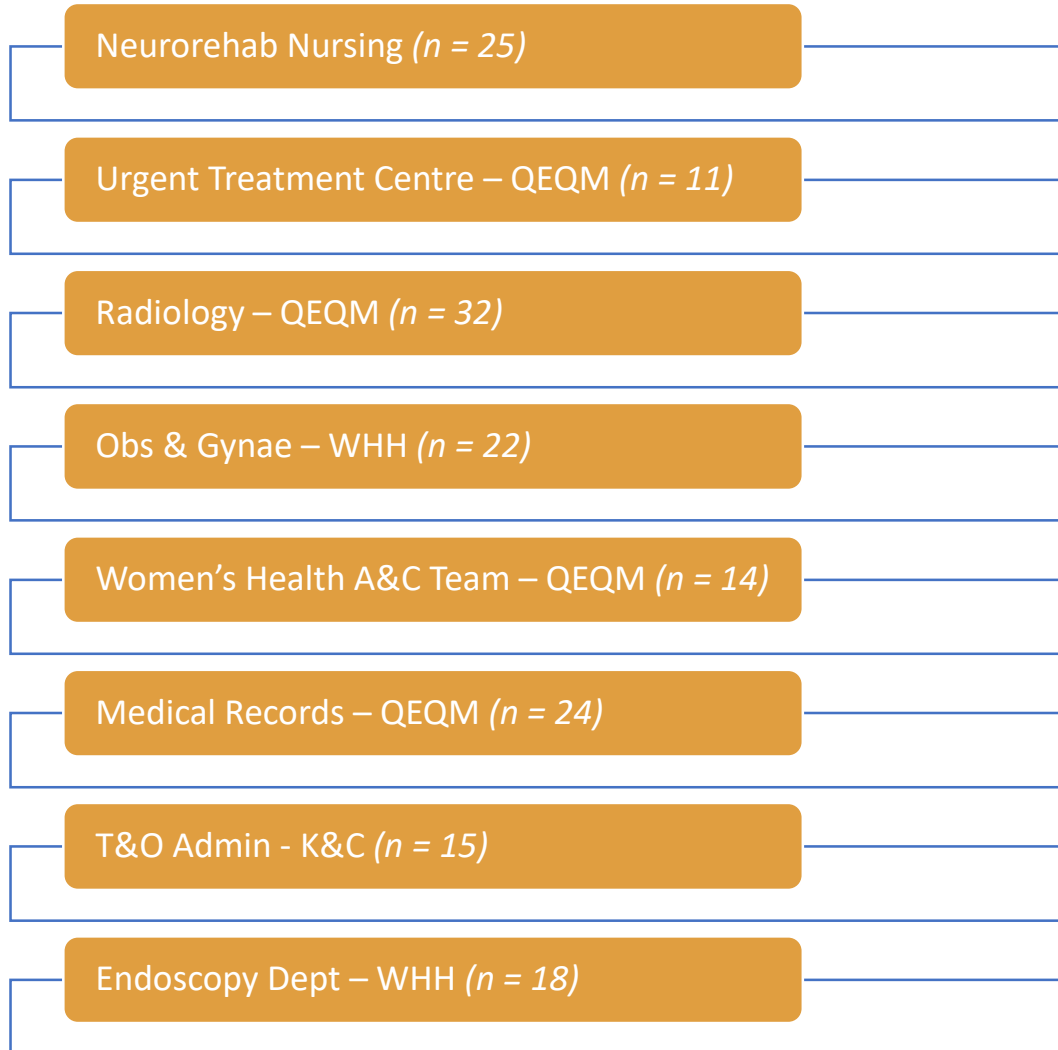 Neurorehab Nursing (n = 25)
Urgent Treatment Centre – QEQM (n = 11)
Radiology – QEQM (n = 32)
Obs & Gynae – WHH (n = 22)
Women’s Health A&C Team – QEQM (n = 14)
Medical Records – QEQM (n = 24)
T&O Admin - K&C (n = 15)
Endoscopy Dept – WHH (n = 18)